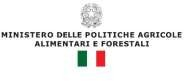 MINISTERO DELLE POLITICHE AGRICOLE
ALIMENTARI E FORESTALI